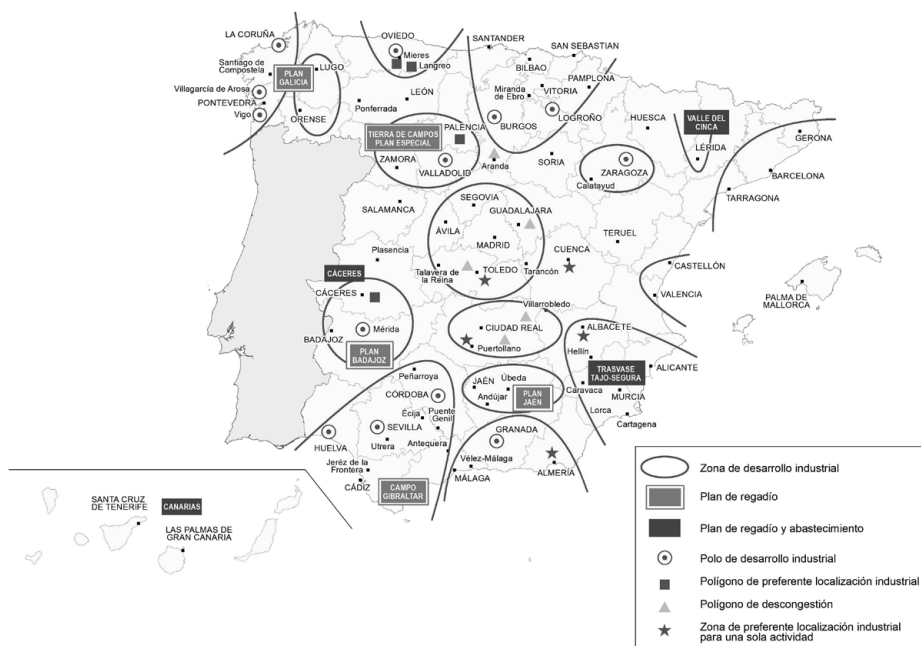 LA CORUÑA
OVIEDO
SANTANDER
SAN SEBASTIAN
Santiago de
Compostela
PLAN
GALICIA
LUGO
Mieres
Langreo
BILBAO
PAMPLONA
Villagarcía de Arosa
PONTEVEDRA
Vigo
ORENSE
LEÓN
Ponferrada
Miranda
de Ebro
VITORIA
BURGOS
LOGROÑO
HUESCA
VALLE DEL
CINCA
GERONA
TIERRA DE CAMPOS
PLAN ESPECIAL
PALENCIA
LÉRIDA
ZAMORA
VALLADOLID
Aranda
SORIA
ZARAGOZA
Calatayud
BARCELONA
TARRAGONA
SALAMANCA
SEGOVIA
GUADALAJARA
ÁVILA
MADRID
TERUEL
Plasencia
CUENCA
Talavera de
la Reina
TOLEDO
Tarancón
CASTELLÓN
CÁCERES
CÁCERES
VALENCIA
PALMA DE
MALLORCA
Villarrobledo
BADAJOZ
Mérida
CIUDAD REAL
ALBACETE
PLAN
BADAJOZ
Puertollano
Hellín
TRASVASE
TAJO-SEGURA
ALICANTE
Peñarroya
JAÉN
Úbeda
Caravaca
MURCIA
CÓRDOBA
Andújar
PLAN
JAEN
Lorca
Cartagena
Écija
Puente
Genil
SEVILLA
GRANADA
HUELVA
Utrera
Antequera
Jeréz de la
Frontera
Vélez-Málaga
CÁDIZ
CAMPO
GIBRALTAR
MÁLAGA
ALMERÍA
SANTA CRUZ
DE TENERIFE
CANARIAS
LAS PALMAS DE
GRAN CANARIA
Zona de desarrollo industrial
Plan de regadío
Plan de regadío y abastecimiento
Polo de desarrollo industrial
Polígono de preferente localización industrial
Polígono de descongestión
Zona de preferente localización industrial
para una sola actividad